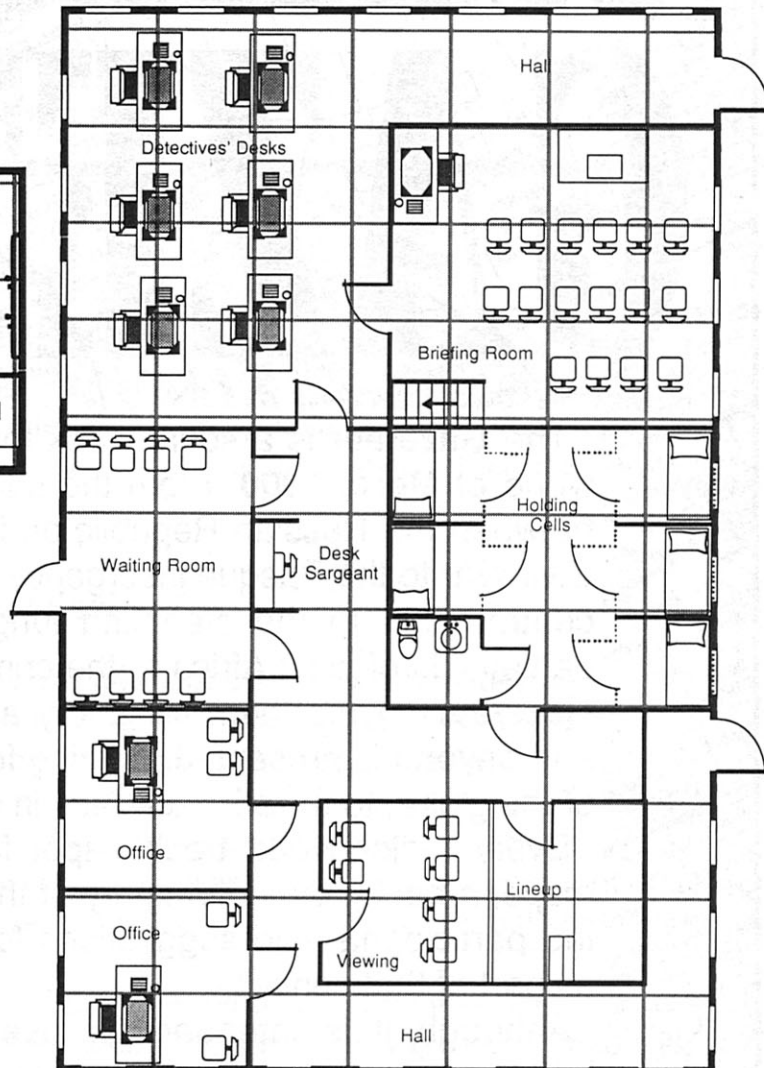 Hall
Detectives' Desks
Briefing Room
Holding
Cells
Waiting Room
Desk
Sargeant
Office
Lineup
Office
Viewing
Hall